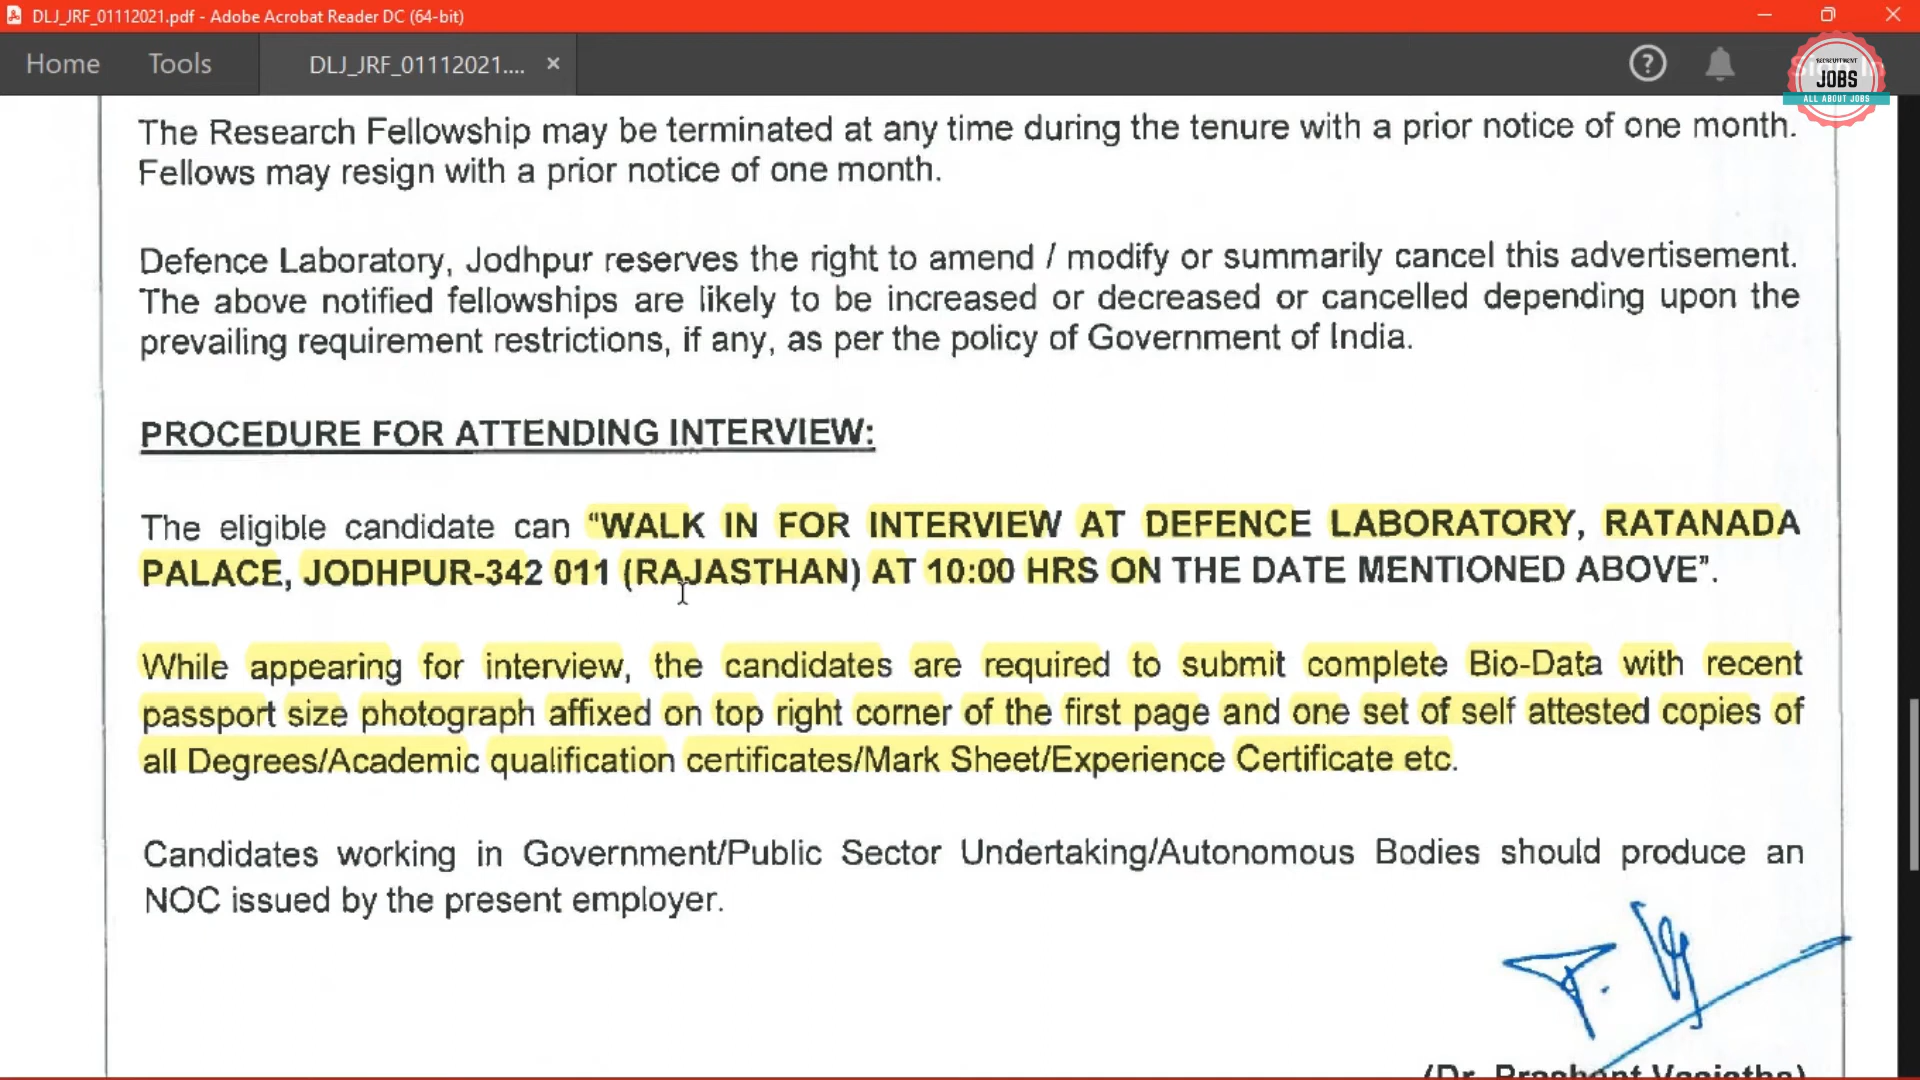 DLJ_JRF_01112021.pdf - Adobe Acrobat Reader DC (64-bit)
Home Tools DLJ_JRF_01112021.... ×
RECRUITMENT
JOBS
ALL ABOUT JOBS
The Research Fellowship may be terminated at any time during the tenure with a prior notice of one month.
Fellows may resign with a prior notice of one month.
Defence Laboratory, Jodhpur reserves the right to amend / modify or summarily cancel this advertisement.
The above notified fellowships are likely to be increased or decreased or cancelled depending upon the
prevailing requirement restrictions, if any, as per the policy of Government of India.
PROCEDURE FOR ATTENDING INTERVIEW:
The eligible candidate can “WALK IN FOR INTERVIEW AT DEFENCE LABORATORY, RATANADA
PALACE, JODHPUR-342 011 (RAJASTHAN) AT 10:00 HRS ON THE DATE MENTIONED ABOVE”.
While appearing for interview, the candidates are required to submit complete Bio-Data with recent
passport size photograph affixed on top right corner of the first page and one set of self attested copies of
all Degrees/Academic qualification certificates/Mark Sheet/Experience Certificate etc.
Candidates working in Government/Public Sector Undertaking/Autonomous Bodies should produce an
NOC issued by the present employer.
(Dr. Prashant Vasistha)